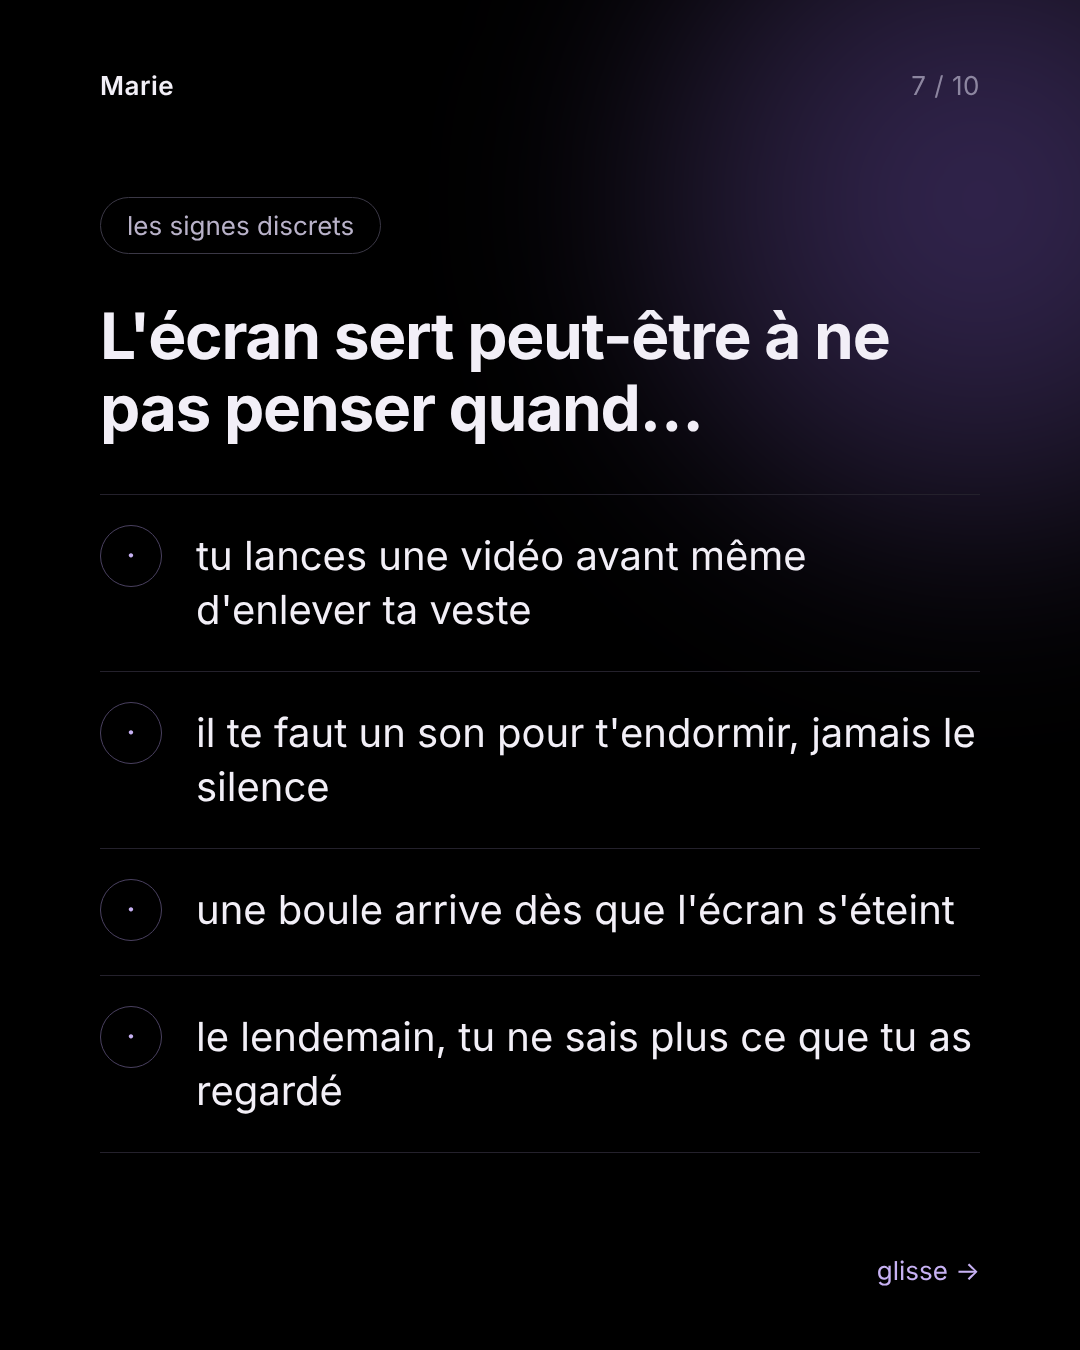 Marie
7 / 10
les signes discrets
L'écran sert peut-être à ne
pas penser quand…
tu lances une vidéo avant même
d'enlever ta veste
il te faut un son pour t'endormir, jamais le
silence
une boule arrive dès que l'écran s'éteint
le lendemain, tu ne sais plus ce que tu as
regardé
glisse →